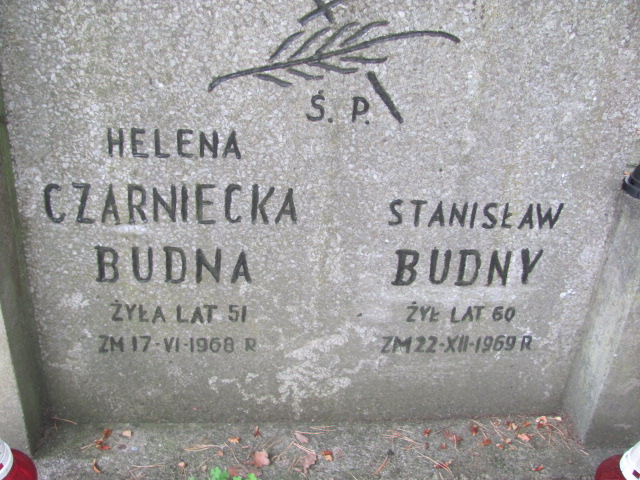 Ś. P.
HELENA
CZARNIECKA
BUDNA
ŻYŁA LAT 51
ZM 17-VI-1968 R
STANISŁAW
BUDNY
ŻYŁ LAT 60
ZM 22-XII-1969 R